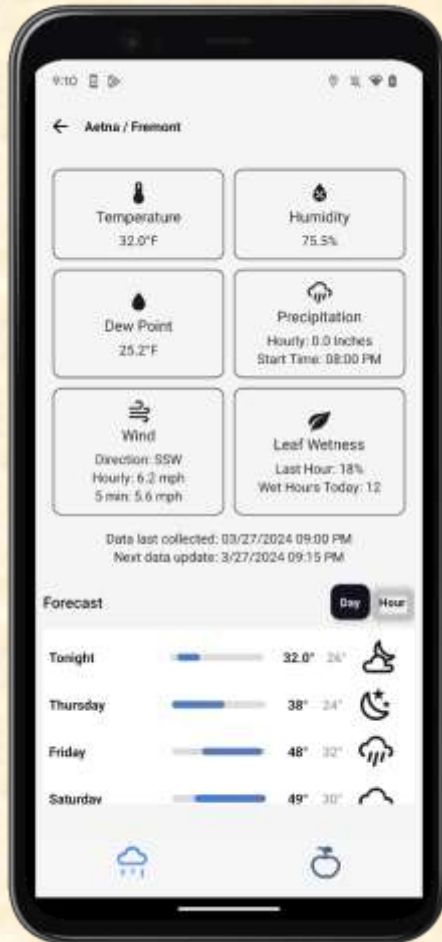 9:10
Aetna / Fremont
Temperature
32.0°F
Humidity
75.5%
Dew Point
25.2°F
Precipitation
Hourly: 0.0 Inches
Start Time: 08:00 PM
Wind
Direction: SSW
Hourly: 6.2 mph
5 min: 5.6 mph
Leaf Wetness
Last Hour: 18%
Wet Hours Today: 12
Data last collected: 03/27/2024 09:00 PM
Next data update: 3/27/2024 09:15 PM
Forecast
Day Hour
Tonight 32.0° 26°
Thursday 38° 24°
Friday 48° 32°
Saturday 49° 30°